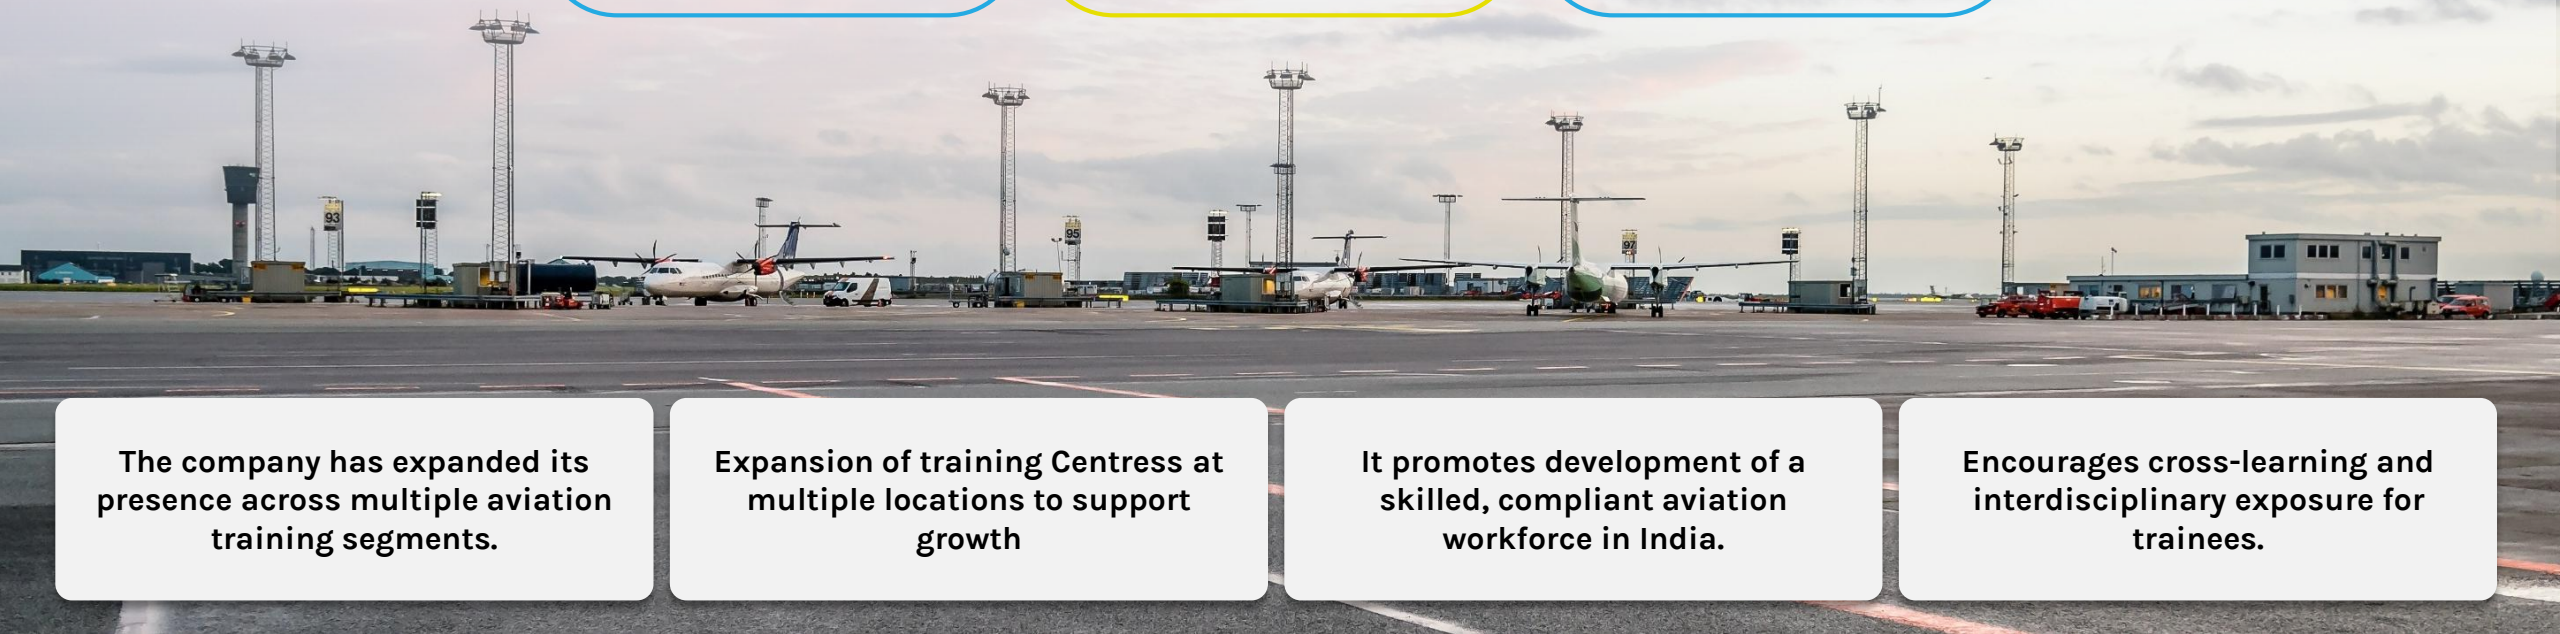 93
95
97
The company has expanded its
presence across multiple aviation
training segments.
Expansion of training Centress at
multiple locations to support
growth
It promotes development of a
skilled, compliant aviation
workforce in India.
Encourages cross-learning and
interdisciplinary exposure for
trainees.